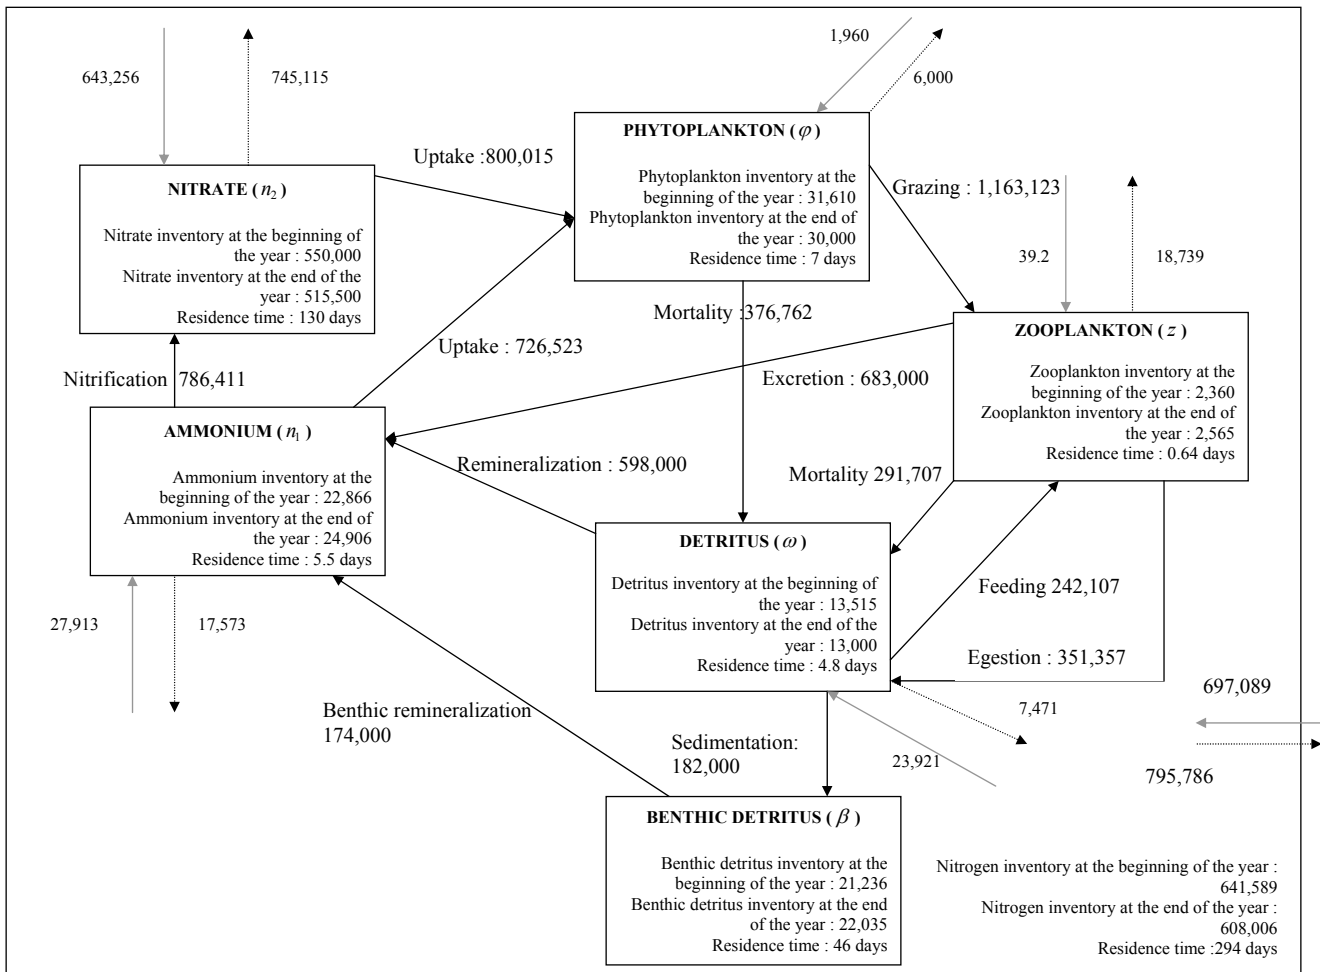 1,960
643,256
745,115
6,000
PHYTOPLANKTON (φ)
Phytoplankton inventory at the
beginning of the year : 31,610
Phytoplankton inventory at the end of
the year : 30,000
Residence time : 7 days
Uptake :800,015
NITRATE (n₂)
Nitrate inventory at the beginning of
the year : 550,000
Nitrate inventory at the end of the
year : 515,500
Residence time : 130 days
Grazing : 1,163,123
39.2
18,739
Mortality :376,762
Uptake : 726,523
ZOOPLANKTON (z)
Zooplankton inventory at the
beginning of the year : 2,360
Zooplankton inventory at the end of
the year : 2,565
Residence time : 0.64 days
Nitrification 786,411
Excretion : 683,000
AMMONIUM (n₁)
Ammonium inventory at the
beginning of the year : 22,866
Ammonium inventory at the end of
the year : 24,906
Residence time : 5.5 days
Remineralization : 598,000
Mortality 291,707
DETRITUS (ω)
Detritus inventory at the beginning of
the year : 13,515
Detritus inventory at the end of the
year : 13,000
Residence time : 4.8 days
Feeding 242,107
27,913
17,573
Egestion : 351,357
697,089
7,471
Benthic remineralization
174,000
Sedimentation:
182,000
23,921
795,786
BENTHIC DETRITUS (β)
Benthic detritus inventory at the
beginning of the year : 21,236
Benthic detritus inventory at the end
of the year : 22,035
Residence time : 46 days
Nitrogen inventory at the beginning of the year :
641,589
Nitrogen inventory at the end of the year :
608,006
Residence time :294 days